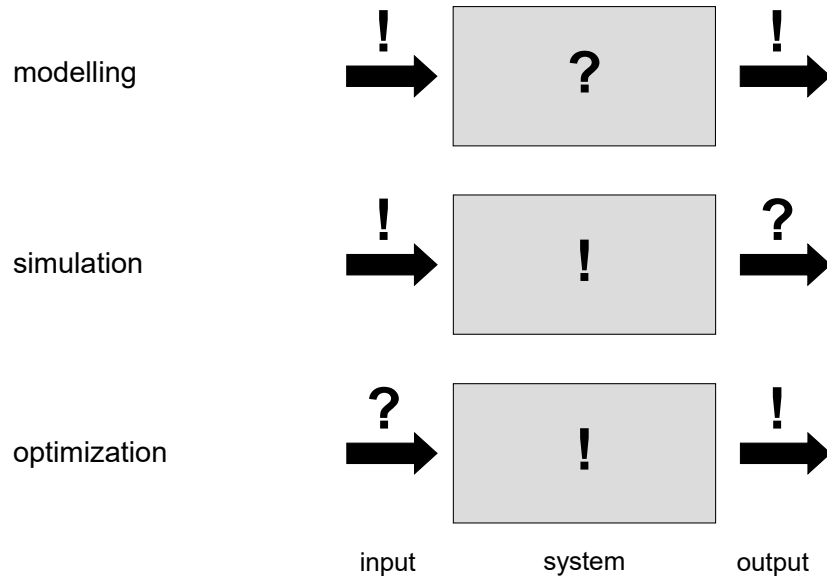 ! !
modelling ?
! ?
simulation !
? !
optimization !
input system output